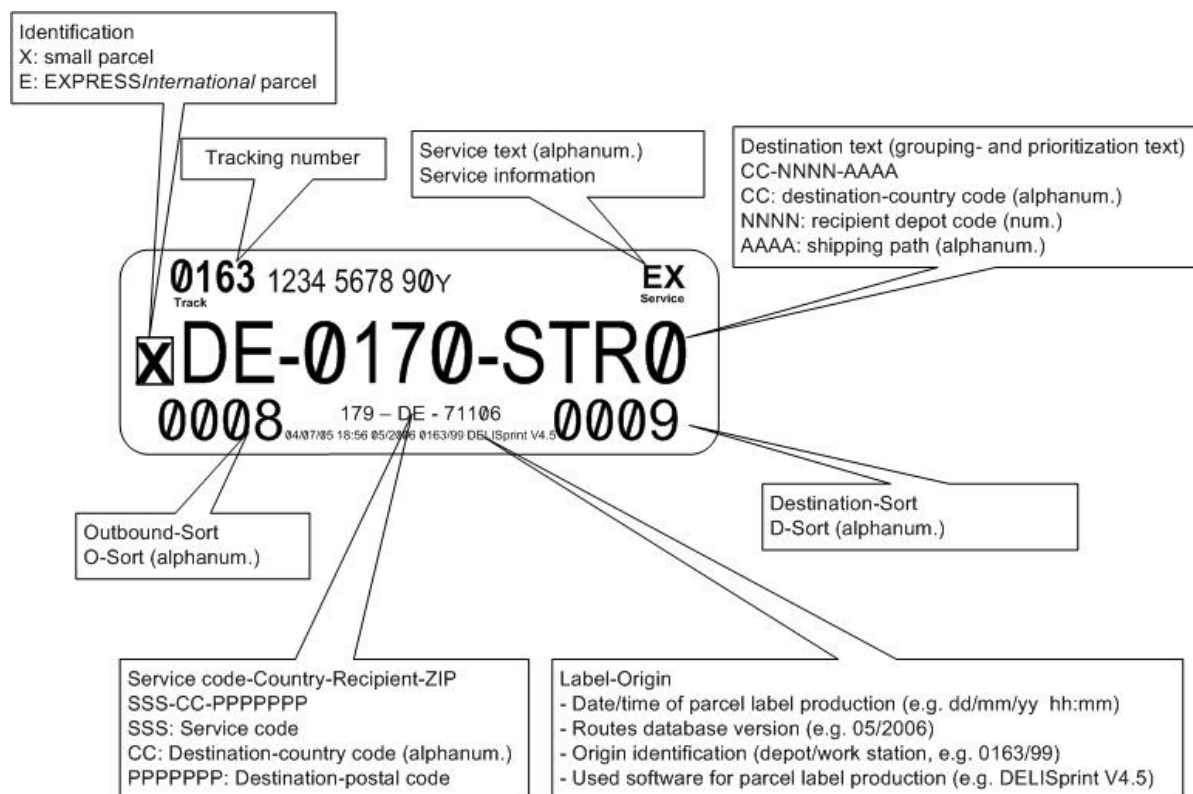 Identification
X: small parcel
E: EXPRESSInternational parcel
Tracking number
Service text (alphanum.)
Service information
Destination text (grouping- and prioritization text)
CC-NNNN-AAAA
CC: destination-country code (alphanum.)
NNNN: recipient depot code (num.)
AAAA: shipping path (alphanum.)
0163 1234 5678 90Y
Track
EX
Service
X DE-0170-STR0
0008
179 – DE - 71106
04/07/05 18:56 05/2006 0163/99 DELISprint V4.5
0009
Outbound-Sort
O-Sort (alphanum.)
Destination-Sort
D-Sort (alphanum.)
Service code-Country-Recipient-ZIP
SSS-CC-PPPPPPP
SSS: Service code
CC: Destination-country code (alphanum.)
PPPPPPP: Destination-postal code
Label-Origin
- Date/time of parcel label production (e.g. dd/mm/yy hh:mm)
- Routes database version (e.g. 05/2006)
- Origin identification (depot/work station, e.g. 0163/99)
- Used software for parcel label production (e.g. DELISprint V4.5)